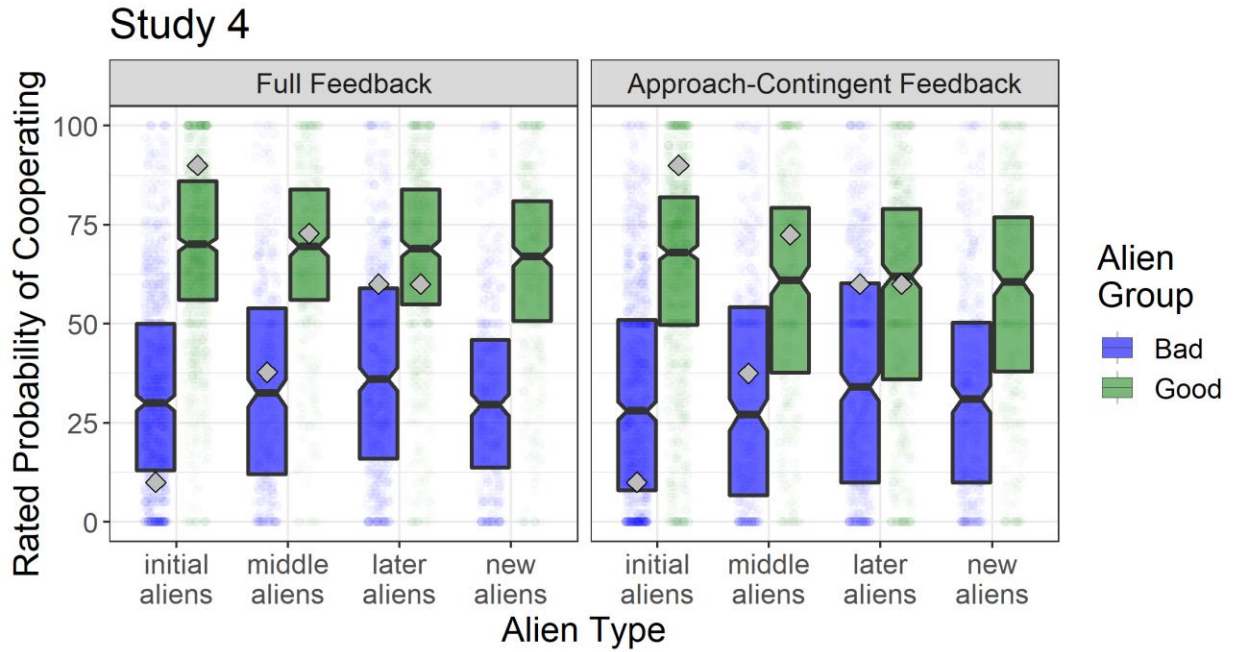 Study 4
Full Feedback
Approach-Contingent Feedback
Rated Probability of Cooperating
100
75
50
25
0
initial aliens
middle aliens
later aliens
new aliens
initial aliens
middle aliens
later aliens
new aliens
Alien Type
Alien
Group
Bad
Good